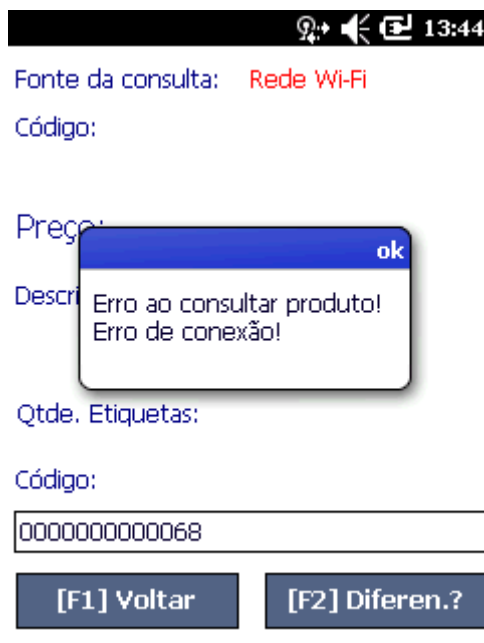 13:44
Fonte da consulta: Rede Wi-Fi
Código:
Preço:
ok
Descri
Erro ao consultar produto!
Erro de conexão!
Qtde. Etiquetas:
Código:
0000000000068
[F1] Voltar [F2] Diferen.?